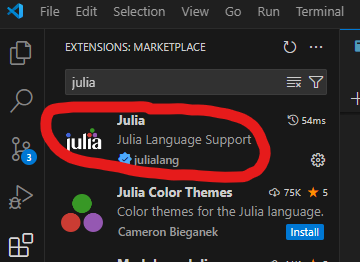 File Edit Selection View Go Run Terminal
EXTENSIONS: MARKETPLACE
julia
Julia 54ms
julia Julia Language Support
julialang
3
Julia Color Themes 75K 5
Color themes for the Julia language.
Cameron Bieganek Install